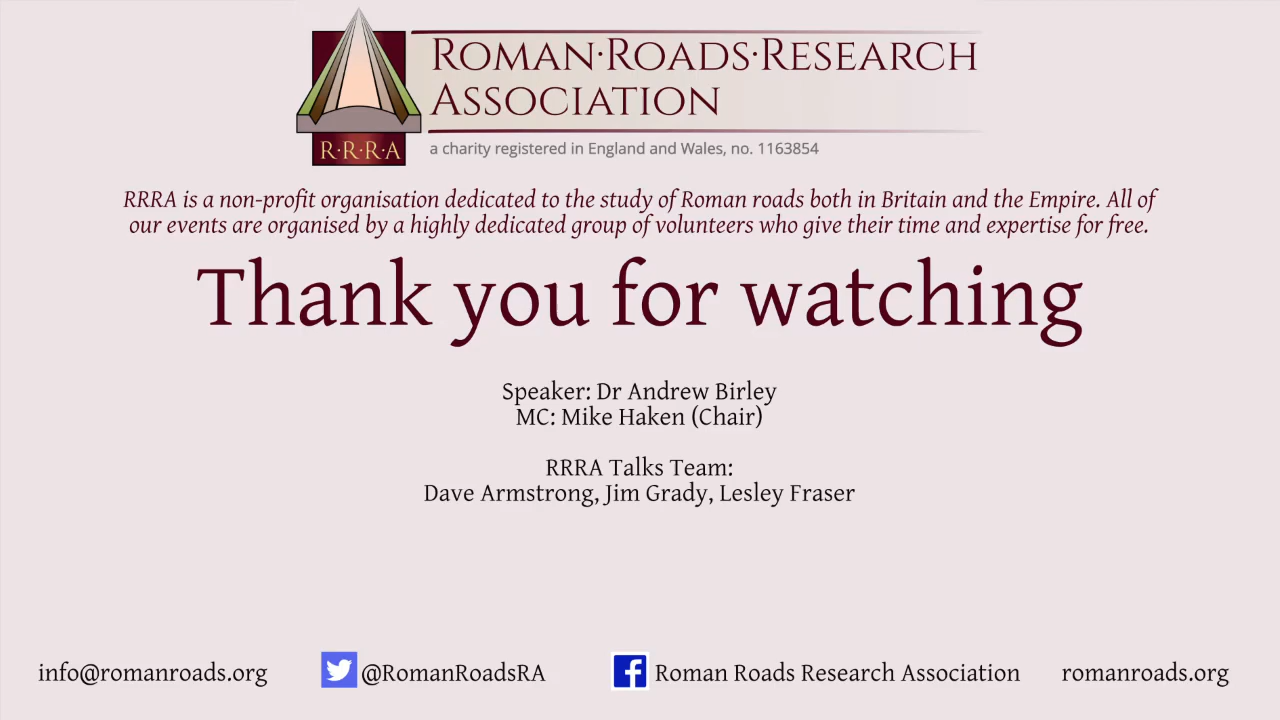 Roman·Roads·Research
Association
R·R·R·A
a charity registered in England and Wales, no. 1163854
RRRA is a non-profit organisation dedicated to the study of Roman roads both in Britain and the Empire. All of
our events are organised by a highly dedicated group of volunteers who give their time and expertise for free.
Thank you for watching
Speaker: Dr Andrew Birley
MC: Mike Haken (Chair)
RRRA Talks Team:
Dave Armstrong, Jim Grady, Lesley Fraser
info@romanroads.org @RomanRoadsRA Roman Roads Research Association romanroads.org